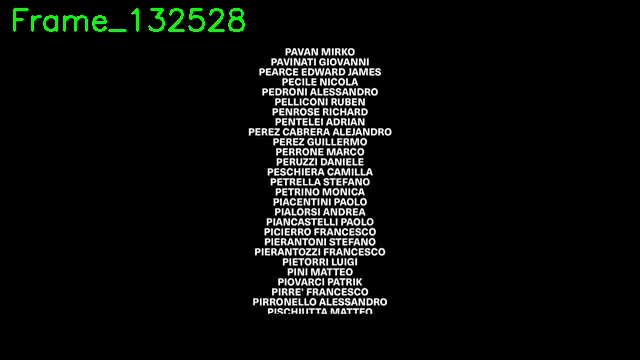 Frame_132528
PAVAN MIRKO
PAVINATI GIOVANNI
PEARCE EDWARD JAMES
PECILE NICOLA
PEDRONI ALESSANDRO
PELLICONI RUBEN
PENROSE RICHARD
PENTELEI ADRIAN
PEREZ CABRERA ALEJANDRO
PEREZ GUILLERMO
PERRONE MARCO
PERUZZI DANIELE
PESCHIERA CAMILLA
PETRELLA STEFANO
PETRINO MONICA
PIACENTINI PAOLO
PIALORSI ANDREA
PIANCASTELLI PAOLO
PICIERRO FRANCESCO
PIERANTONI STEFANO
PIERANTOZZI FRANCESCO
PIETORRI LUIGI
PINI MATTEO
PIOVARCI PATRIK
PIRRE' FRANCESCO
PIRRONELLO ALESSANDRO
PISCHIUTTA MATTEO